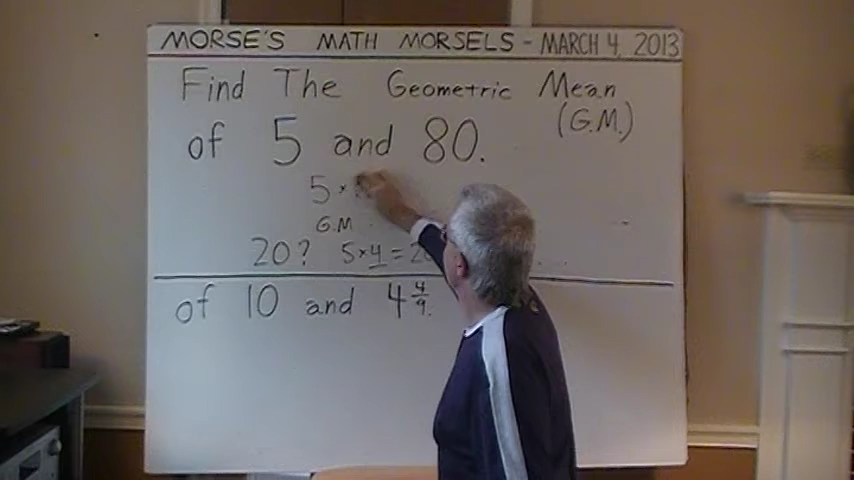 MORSE'S MATH MORSELS - MARCH 4, 2013
Find The Geometric Mean
(G.M.)
of 5 and 80.
5 ×
G.M
20? 5×4 = 20
of 10 and 4 4/9.